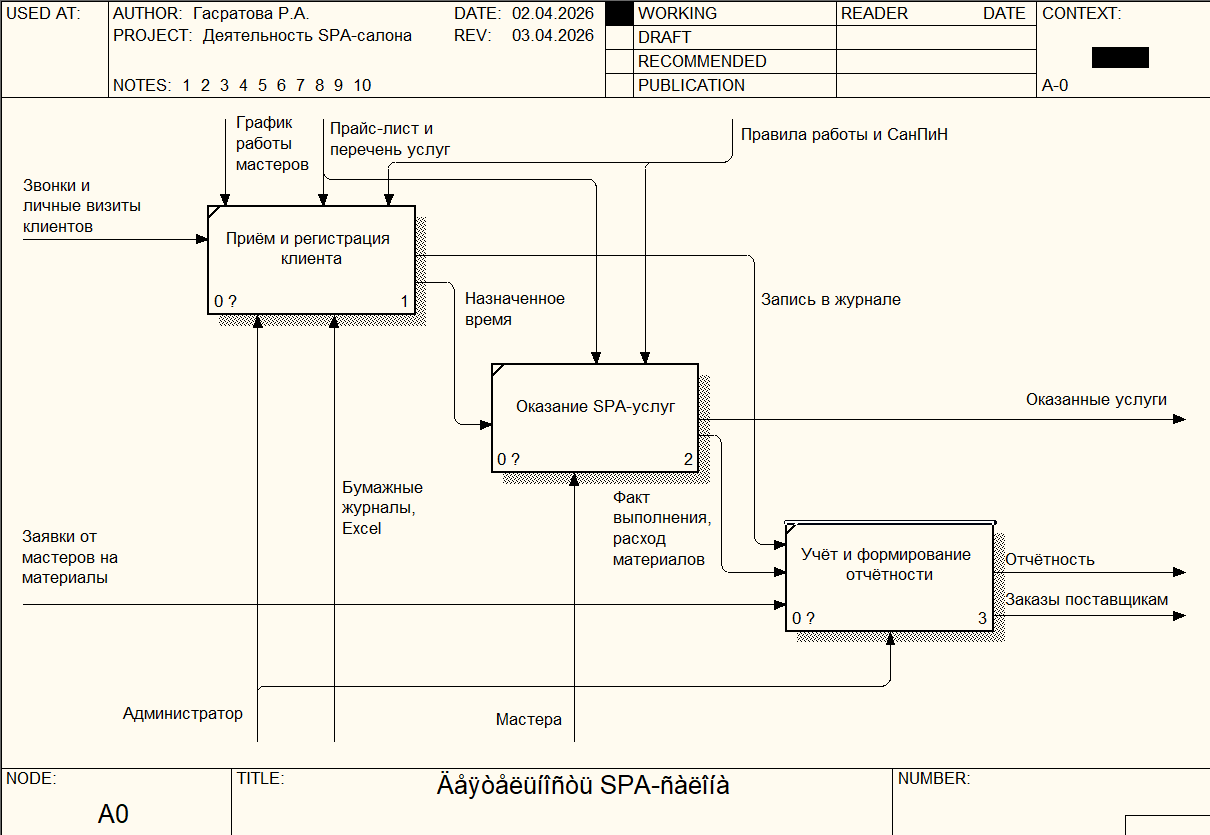 USED AT:
AUTHOR: Гасратова Р.А.
DATE: 02.04.2026
PROJECT: Деятельность SPA-салона
REV: 03.04.2026
NOTES: 1 2 3 4 5 6 7 8 9 10
WORKING
DRAFT
RECOMMENDED
PUBLICATION
READER DATE
CONTEXT:
A-0
График
работы
мастеров
Прайс-лист и
перечень услуг
Правила работы и СанПиН
Звонки и
личные визиты
клиентов
Приём и регистрация
клиента
0 ? 1
Назначенное
время
Запись в журнале
Оказание SPA-услуг
0 ? 2
Оказанные услуги
Бумажные
журналы,
Excel
Факт
выполнения,
расход
материалов
Заявки от
мастеров на
материалы
Учёт и формирование
отчётности
0 ? 3
Отчётность
Заказы поставщикам
Администратор
Мастера
NODE:
A0
TITLE:
Äåÿòåëüíîñòü SPA-ñàëîíà
NUMBER: